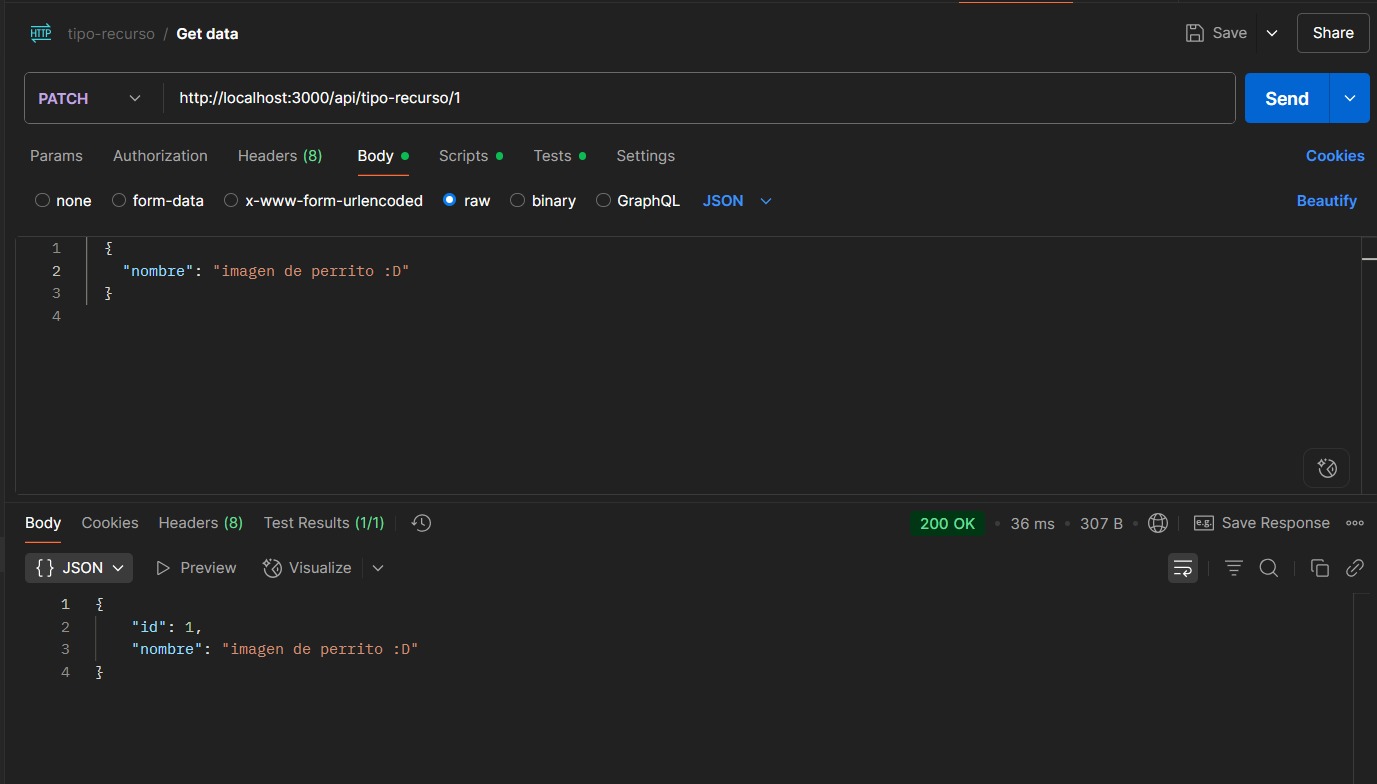 HTTP tipo-recurso / Get data Save Share
PATCH http://localhost:3000/api/tipo-recurso/1 Send
Params Authorization Headers (8) Body Scripts Tests Settings Cookies
none form-data x-www-form-urlencoded raw binary GraphQL JSON Beautify
1 {
2 "nombre": "imagen de perrito :D"
3 }
4
Body Cookies Headers (8) Test Results (1/1) 200 OK • 36 ms • 307 B • e.g. Save Response
{} JSON Preview Visualize
1 {
2 "id": 1,
3 "nombre": "imagen de perrito :D"
4 }